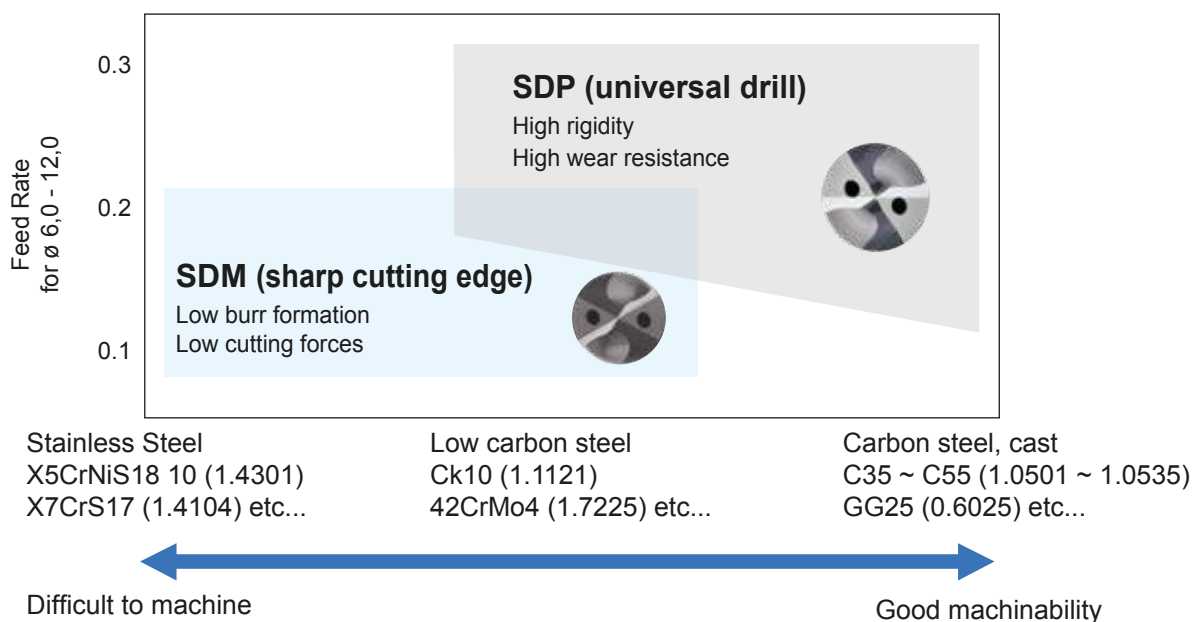 0.3
0.2
0.1
Feed Rate
for ø 6,0 - 12,0
SDP (universal drill)
High rigidity
High wear resistance
SDM (sharp cutting edge)
Low burr formation
Low cutting forces
Stainless Steel
X5CrNiS18 10 (1.4301)
X7CrS17 (1.4104) etc...
Low carbon steel
Ck10 (1.1121)
42CrMo4 (1.7225) etc...
Carbon steel, cast
C35 ~ C55 (1.0501 ~ 1.0535)
GG25 (0.6025) etc...
Difficult to machine
Good machinability